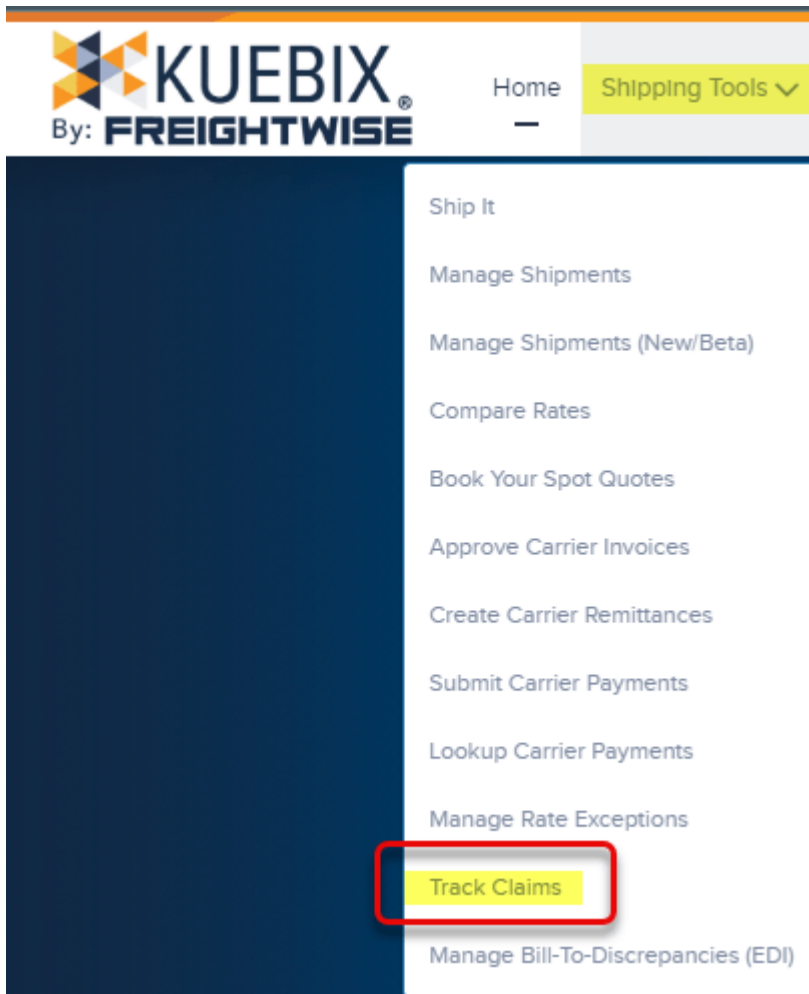 KUEBIX®
By: FREIGHTWISE
Home
Shipping Tools
Ship It
Manage Shipments
Manage Shipments (New/Beta)
Compare Rates
Book Your Spot Quotes
Approve Carrier Invoices
Create Carrier Remittances
Submit Carrier Payments
Lookup Carrier Payments
Manage Rate Exceptions
Track Claims
Manage Bill-To-Discrepancies (EDI)